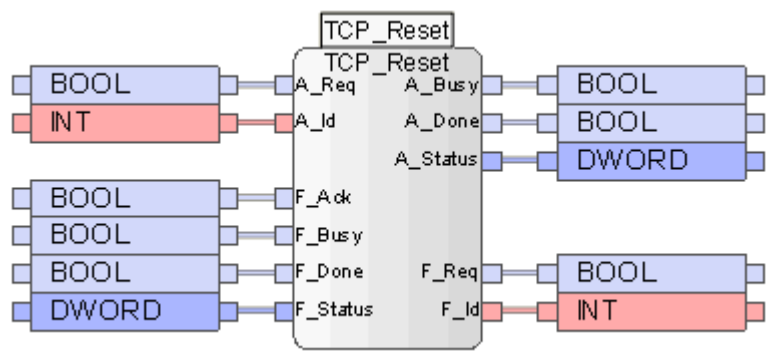 TCP_Reset
TCP_Reset
BOOL A_Req A_Busy BOOL
INT A_Id A_Done BOOL
A_Status DWORD
BOOL F_Ack
BOOL F_Busy
BOOL F_Done F_Req BOOL
DWORD F_Status F_Id INT